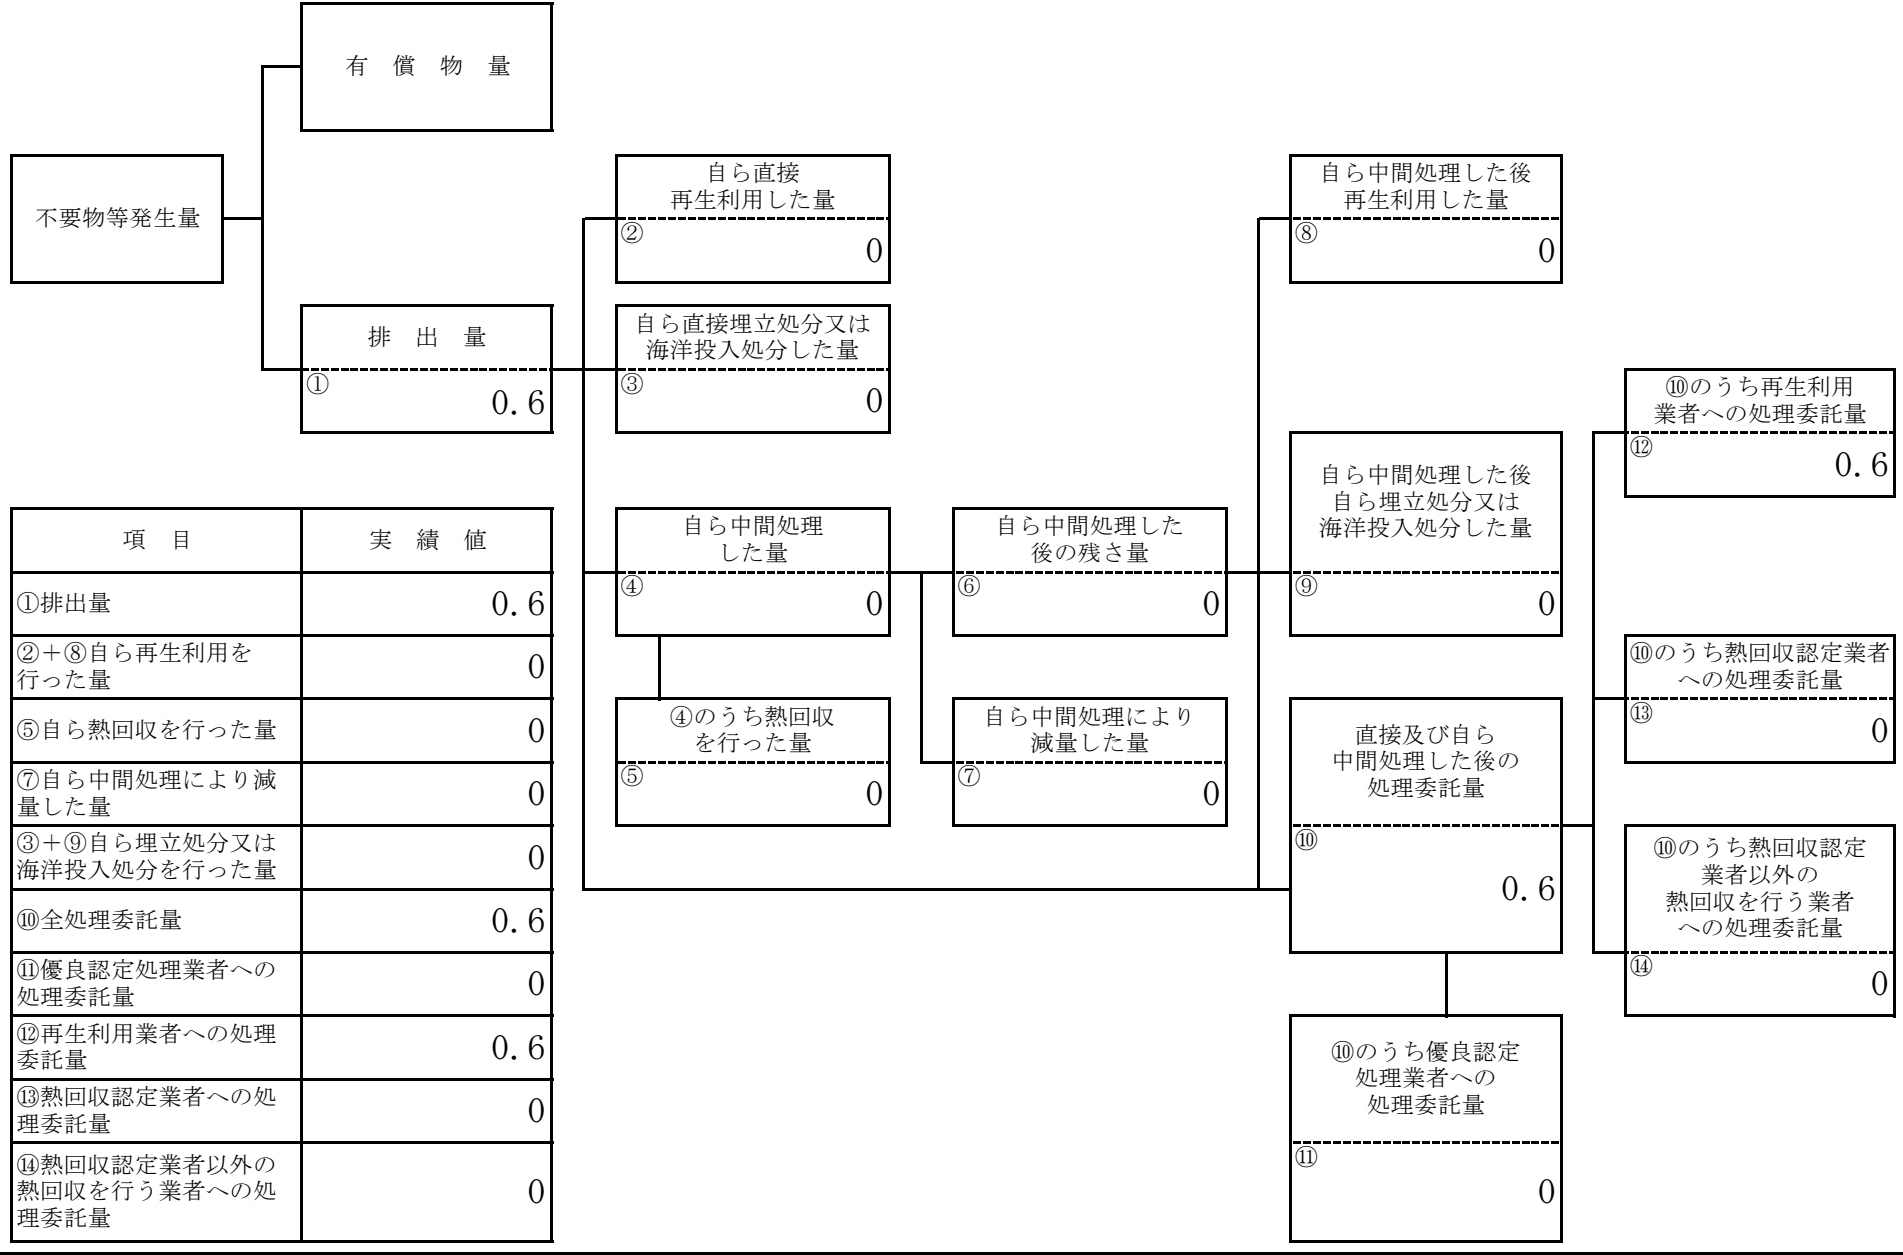 有　償　物　量
不要物等発生量
排　出　量
①
0.6
自ら直接
再生利用した量
②
0
自ら直接埋立処分又は
海洋投入処分した量
③
0
自ら中間処理
した量
④
0
④のうち熱回収
を行った量
⑤
0
自ら中間処理した
後の残さ量
⑥
0
自ら中間処理により
減量した量
⑦
0
自ら中間処理した後
再生利用した量
⑧
0
自ら中間処理した後
自ら埋立処分又は
海洋投入処分した量
⑨
0
直接及び自ら
中間処理した後の
処理委託量
⑩
0.6
⑩のうち優良認定
処理業者への
処理委託量
⑪
0
⑩のうち再生利用
業者への処理委託量
⑫
0.6
⑩のうち熱回収認定業者
への処理委託量
⑬
0
⑩のうち熱回収認定
業者以外の
熱回収を行う業者
への処理委託量
⑭
0
項　目　実　績　値
①排出量 0.6
②＋⑧自ら再生利用を
行った量 0
⑤自ら熱回収を行った量 0
⑦自ら中間処理により減
量した量 0
③＋⑨自ら埋立処分又は
海洋投入処分を行った量 0
⑩全処理委託量 0.6
⑪優良認定処理業者への
処理委託量 0
⑫再生利用業者への処理
委託量 0.6
⑬熱回収認定業者への処
理委託量 0
⑭熱回収認定業者以外の
熱回収を行う業者への処
理委託量 0